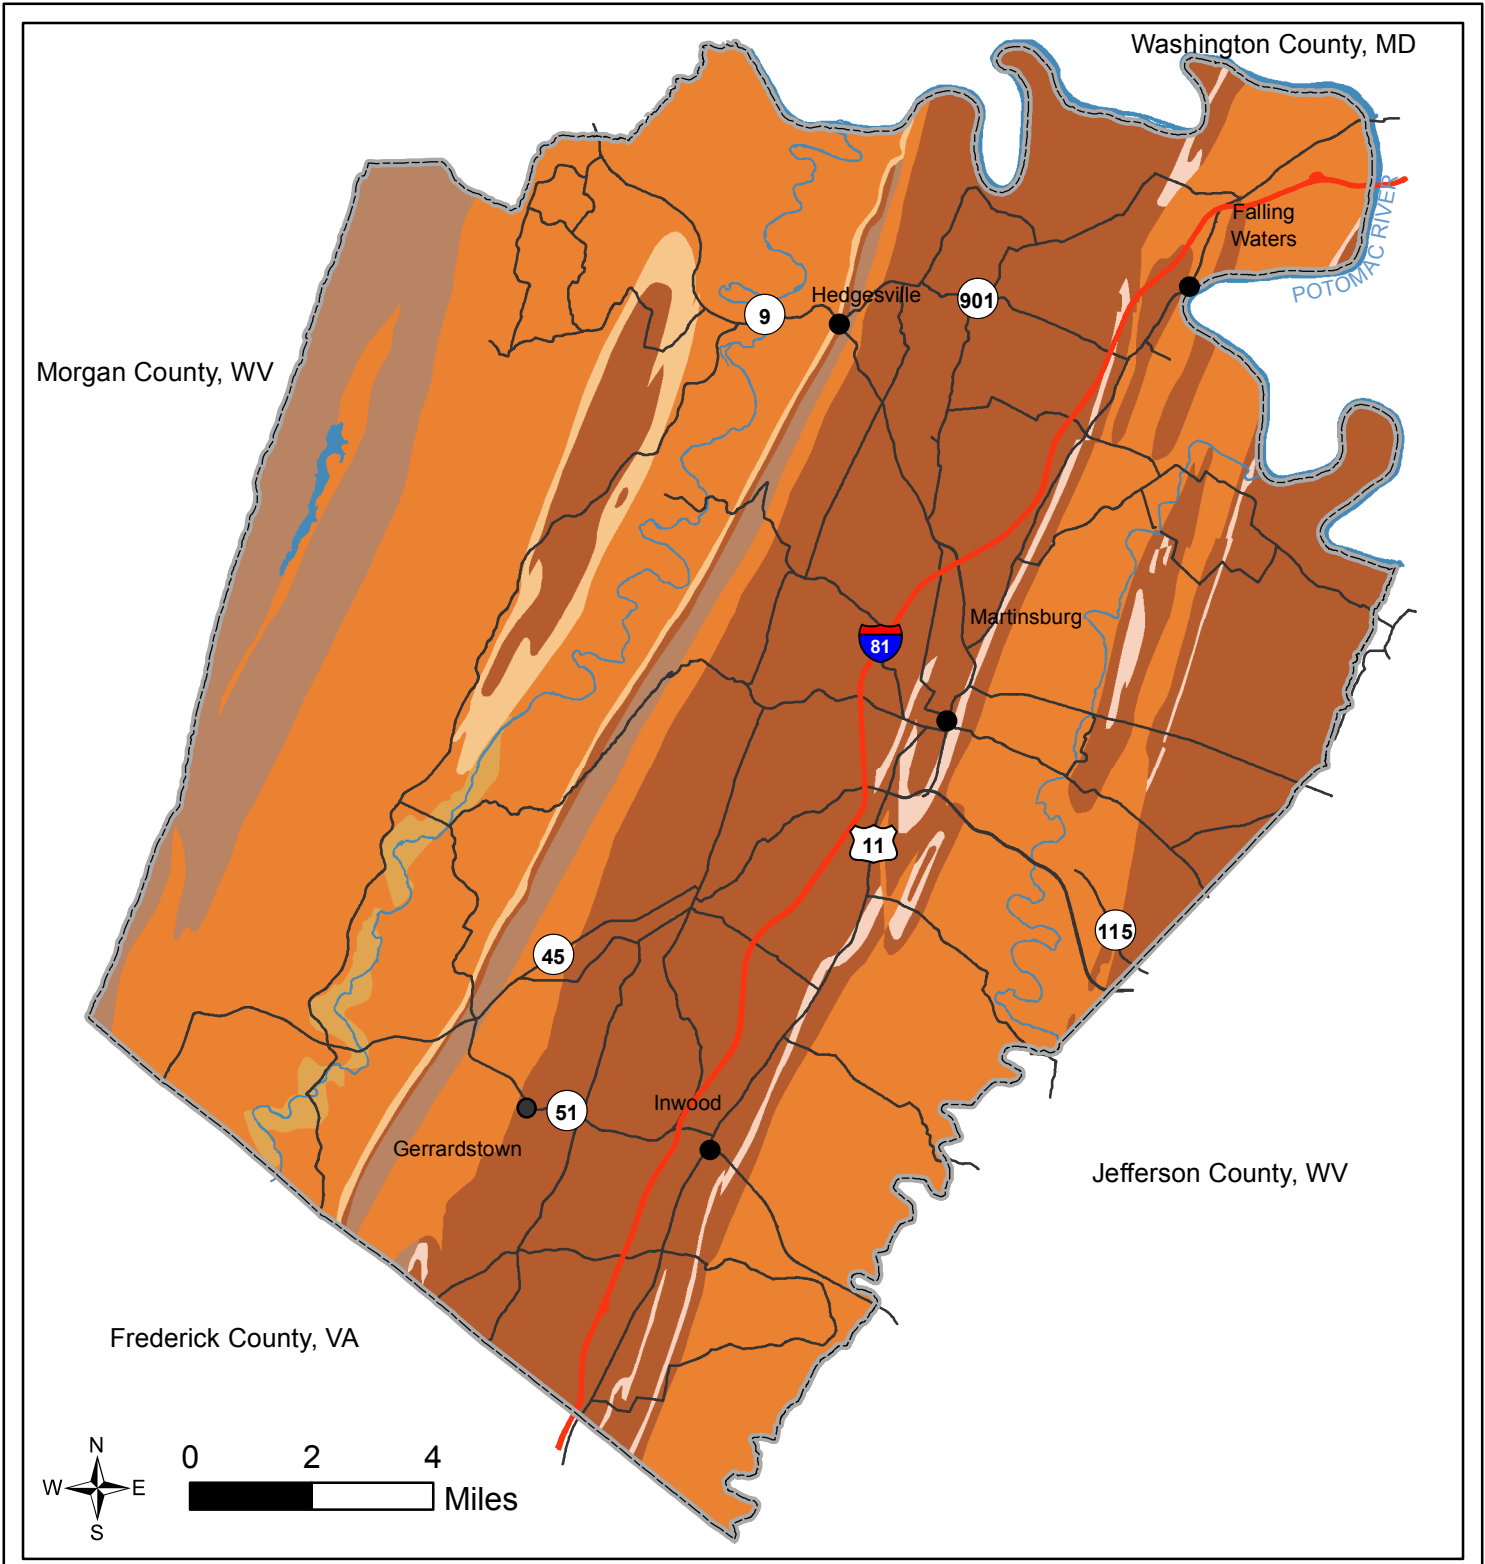 Washington County, MD
Falling
Waters
POTOMAC RIVER
Hedgesville
901
9
Morgan County, WV
Martinsburg
81
11
115
45
Inwood
51
Gerrardstown
Jefferson County, WV
Frederick County, VA
N
W E
S
0 2 4
Miles